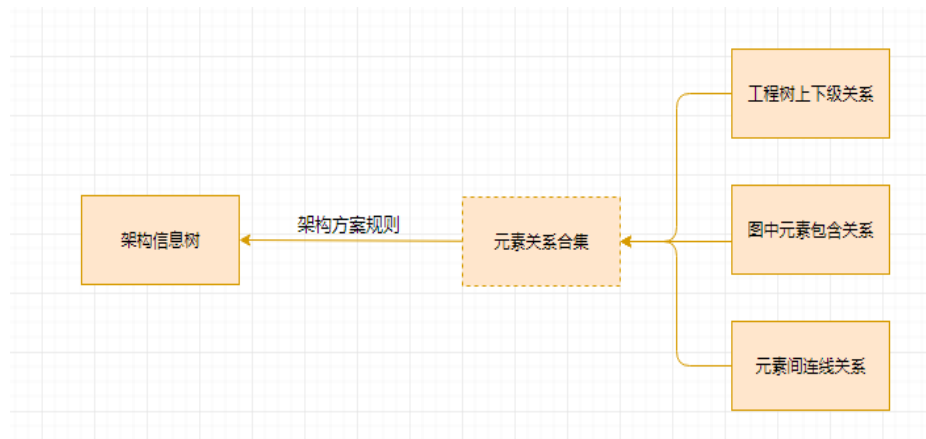 工程树上下级关系
架构方案规则
架构信息树
元素关系合集
图中元素包含关系
元素间连线关系